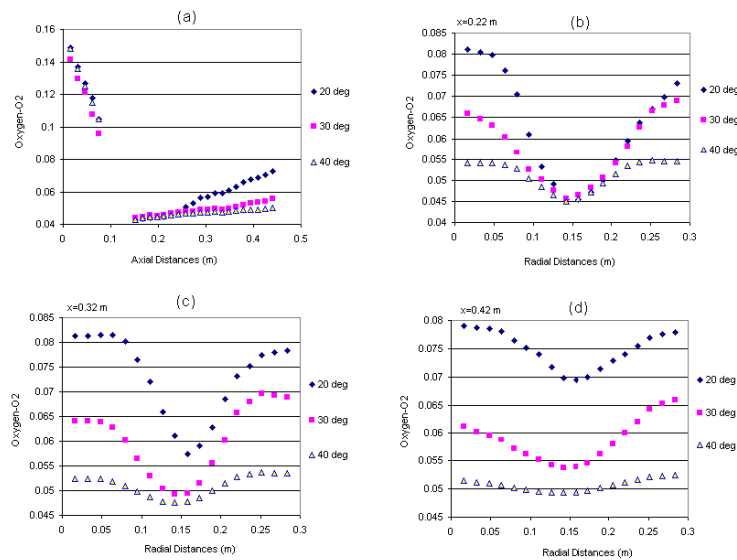 (a)
0.16
0.14
0.12
0.1
0.08
0.06
0.04
0
0.1
0.2
0.3
0.4
0.5
Oxygen-O2
Axial Distances (m)
20 deg
30 deg
40 deg
(b)
x=0.22 m
0.085
0.08
0.075
0.07
0.065
0.06
0.055
0.05
0.045
0
0.05
0.1
0.15
0.2
0.25
0.3
Oxygen-O2
Radial Distances (m)
20 deg
30 deg
40 deg
(c)
x=0.32 m
0.085
0.08
0.075
0.07
0.065
0.06
0.055
0.05
0.045
0
0.05
0.1
0.15
0.2
0.25
0.3
Oxygen-O2
Radial Distances (m)
20 deg
30 deg
40 deg
(d)
x=0.42 m
0.08
0.075
0.07
0.065
0.06
0.055
0.05
0.045
0
0.05
0.1
0.15
0.2
0.25
0.3
Oxygen-O2
Radial Distances (m)
20 deg
30 deg
40 deg